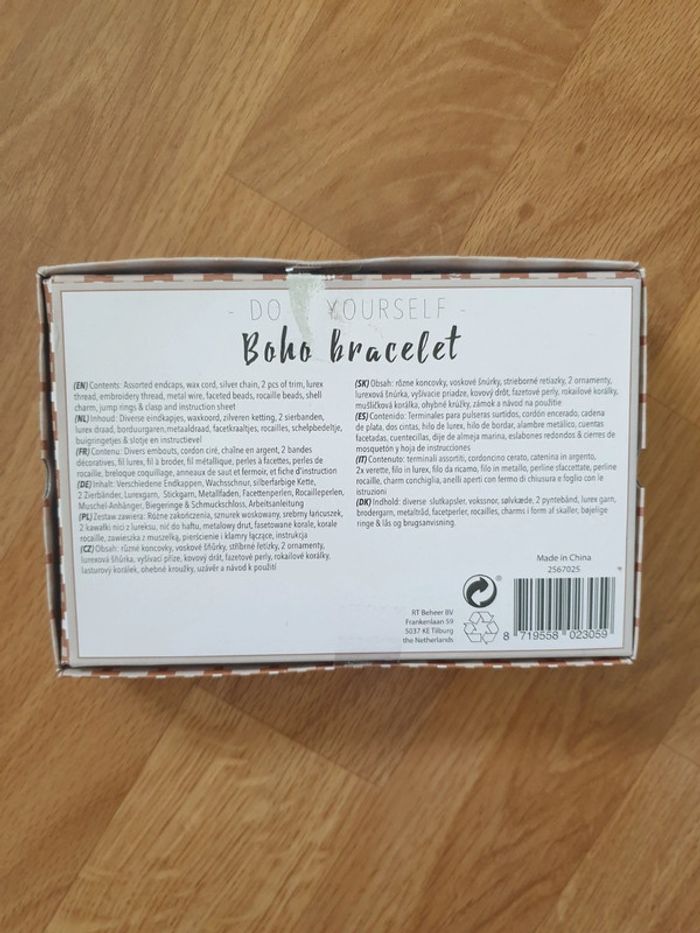 - DO YOURSELF -
Boho bracelet
(EN) Contents: Assorted endcaps, wax cord, silver chain, 2 pcs of trim, lurex
thread, embroidery thread, metal wire, faceted beads, rocaille beads, shell
charm, jump rings & clasp and instruction sheet
(NL) Inhoud: Diverse eindkapjes, waxkoord, zilveren ketting, 2 sierbanden,
lurex draad, borduurgaren, metaaldraad, facetkraaltjes, rocailles, schelpbedeltje,
buigringetjes & slotje en instructievel
(FR) Contenu: Divers embouts, cordon ciré, chaîne en argent, 2 bandes
décoratives, fil lurex, fil à broder, fil métallique, perles à facettes, perles de
rocaille, breloque coquillage, anneaux de saut et fermoir, et fiche d'instruction
(DE) Inhalt: Verschiedene Endkappen, Wachsschnur, silberfarbige Kette,
2 Zierbänder, Lurexgarn, Stickgarn, Metallfaden, Facettenperlen, Rocailleperlen,
Muschel-Anhänger, Biegeringe & Schmuckschloss, Arbeitsanleitung
(PL) Zestaw zawiera: Różne zakończenia, sznurek woskowany, srebrny łańcuszek,
2 kawałki nici z lureksu, nić do haftu, metalowy drut, fasetowane korale, korale
rocaille, zawieszka z muszelką, pierścienie i klamry łączące, instrukcja
(CZ) Obsah: různe koncovky, voskové šňůrky, stříbrné řetízky, 2 ornamenty,
lurexová šňůrka, vyšívací příze, kovový drát, fazetové perly, rokailové korálky,
lasturový korálek, ohebné kroužky, uzávěr a návod k použití
(SK) Obsah: rôzne koncovky, voskové šnúrky, strieborné retiazky, 2 ornamenty,
lurexová šnúrka, vyšívacie priadze, kovový drôt, fazetové perly, rokailové korálky,
mušličková korálka, ohybné krúžky, zámok a návod na použitie
(ES) Contenido: Terminales para pulseras surtidos, cordón encerado, cadena
de plata, dos cintas, hilo de lurex, hilo de bordar, alambre metálico, cuentas
facetadas, cuentecillas, dije de almeja marina, eslabones redondos & cierres de
mosquetón y hoja de instrucciones
(IT) Contenuto: terminali assortiti, cordoncino cerato, catenina in argento,
2x verette, filo in lurex, filo da ricamo, filo in metallo, perline sfaccettate, perline
rocaille, charm conchiglia, anelli aperti con fermo di chiusura e foglio con le
istruzioni
(DK) Indhold: diverse slutkapsler, vokssnor, sølvkæde, 2 pyntebånd, lurex garn,
brodergarn, metaltråd, facetperler, rocailles, charms i form af skaller, bøjelige
ringe & lås og brugsanvisning.
Made in China
2567025
RT Beheer BV
Frankenlaan 59
5037 KE Tilburg
the Netherlands
8 719558 023059